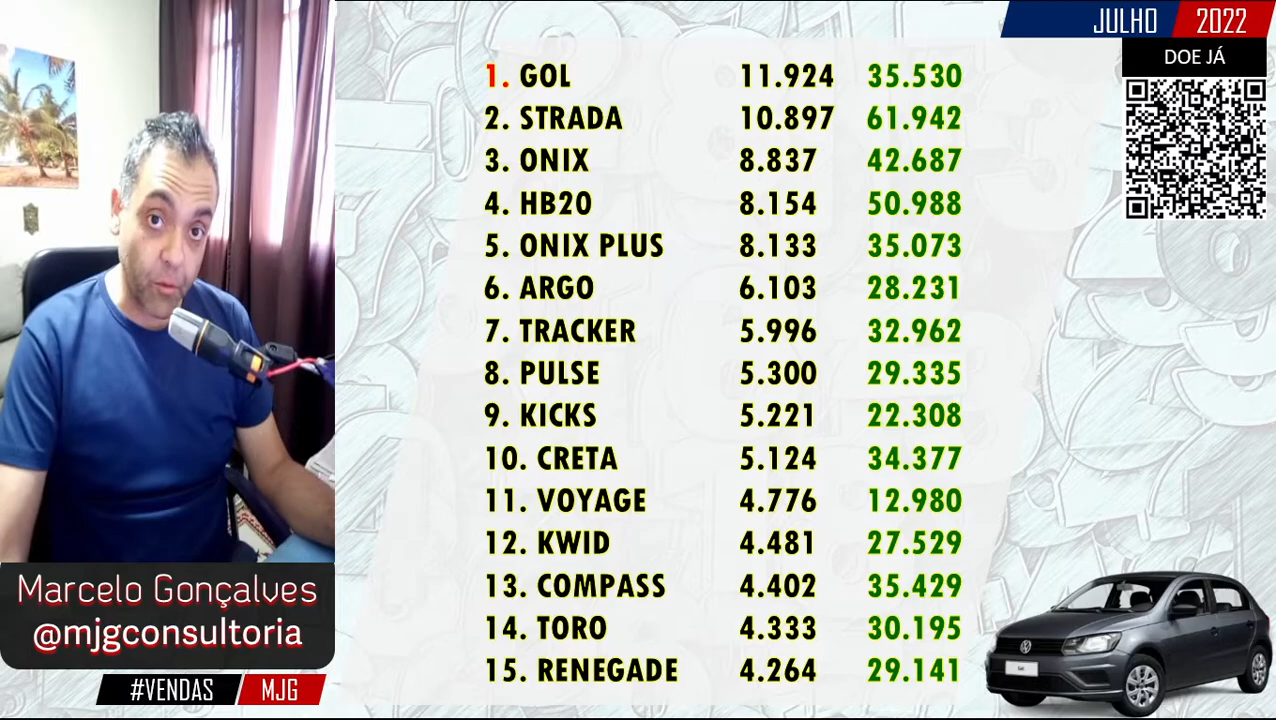 JULHO 2022
DOE JÁ
1. GOL 11.924 35.530
2. STRADA 10.897 61.942
3. ONIX 8.837 42.687
4. HB20 8.154 50.988
5. ONIX PLUS 8.133 35.073
6. ARGO 6.103 28.231
7. TRACKER 5.996 32.962
8. PULSE 5.300 29.335
9. KICKS 5.221 22.308
10. CRETA 5.124 34.377
11. VOYAGE 4.776 12.980
12. KWID 4.481 27.529
13. COMPASS 4.402 35.429
14. TORO 4.333 30.195
15. RENEGADE 4.264 29.141
Marcelo Gonçalves
@mjgconsultoria
#VENDAS MJG